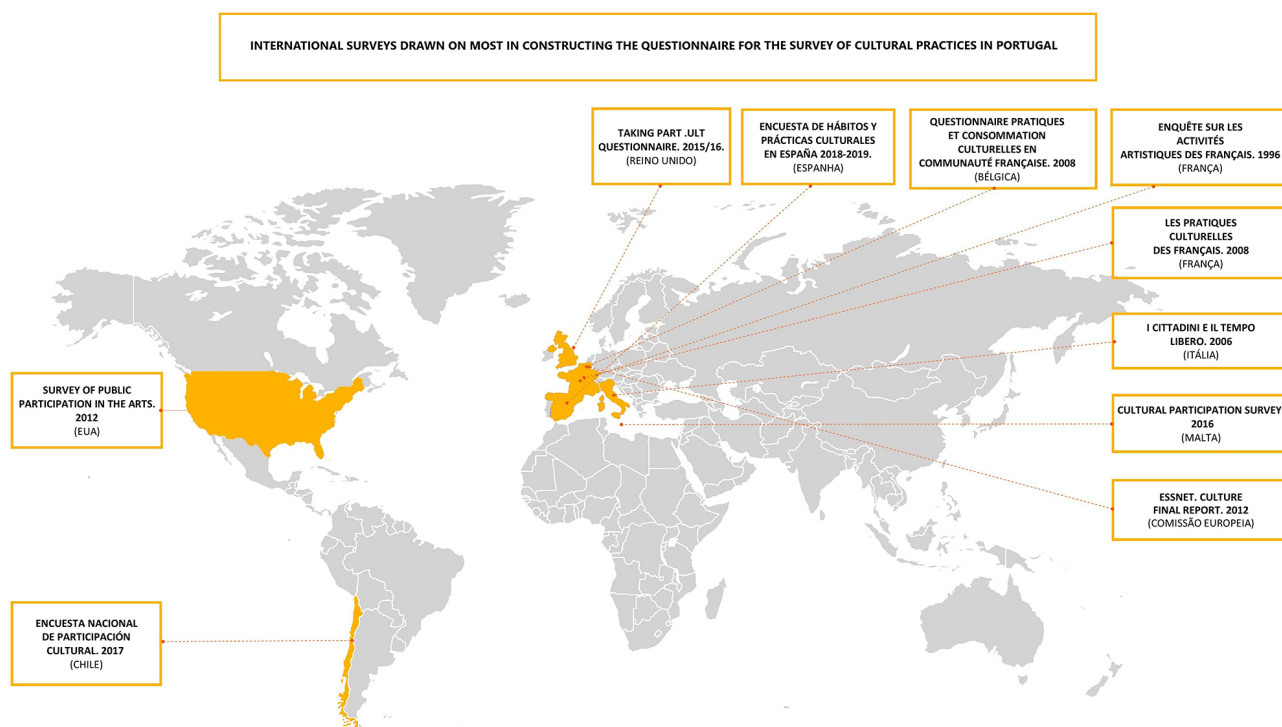 INTERNATIONAL SURVEYS DRAWN ON MOST IN CONSTRUCTING THE QUESTIONNAIRE FOR THE SURVEY OF CULTURAL PRACTICES IN PORTUGAL
TAKING PART .ULT
QUESTIONNAIRE. 2015/16.
(REINO UNIDO)
ENCUESTA DE HÁBITOS Y
PRÁCTICAS CULTURALES
EN ESPAÑA 2018-2019.
(ESPANHA)
QUESTIONNAIRE PRATIQUES
ET CONSOMMATION
CULTURELLES EN
COMMUNAUTÉ FRANÇAISE. 2008
(BÉLGICA)
ENQUÊTE SUR LES
ACTIVITÉS
ARTISTIQUES DES FRANÇAIS. 1996
(FRANÇA)
LES PRATIQUES
CULTURELLES
DES FRANÇAIS. 2008
(FRANÇA)
I CITTADINI E IL TEMPO
LIBERO. 2006
(ITÁLIA)
SURVEY OF PUBLIC
PARTICIPATION IN THE ARTS.
2012
(EUA)
CULTURAL PARTICIPATION SURVEY
2016
(MALTA)
ESSNET. CULTURE
FINAL REPORT. 2012
(COMISSÃO EUROPEIA)
ENCUESTA NACIONAL
DE PARTICIPACIÓN
CULTURAL. 2017
(CHILE)